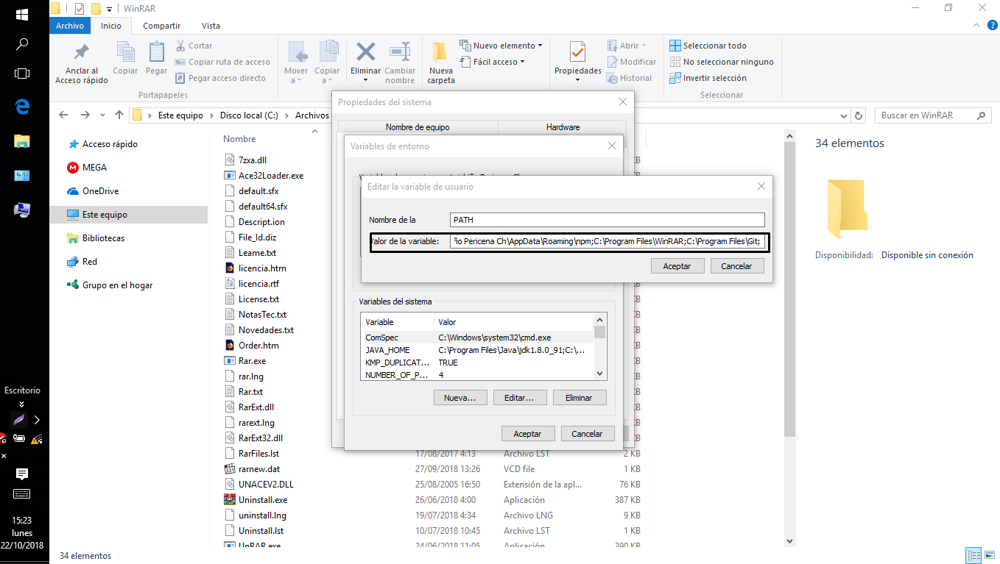 WinRAR
Archivo Inicio Compartir Vista
Anclar al Acceso rápido
Copiar
Pegar
Cortar
Copiar ruta de acceso
Pegar acceso directo
Portapapeles
Mover a
Copiar a
Eliminar
Cambiar nombre
Nueva carpeta
Nuevo elemento
Fácil acceso
Propiedades
Abrir
Modificar
Historial
Seleccionar todo
No seleccionar ninguno
Invertir selección
Seleccionar
Este equipo > Disco local (C:) > Archivos
Buscar en WinRAR
Acceso rápido
MEGA
OneDrive
Este equipo
Bibliotecas
Red
Grupo en el hogar
Nombre
7zxa.dll KB
Ace32Loader.exe KB
default.sfx KB
default64.sfx
Descript.ion
File_Id.diz
Leame.txt
licencia.htm
licencia.rtf KB
License.txt KB
NotasTec.txt KB
Novedades.txt KB
Order.htm KB
Rar.exe KB
rar.lng KB
Rar.txt KB
RarExt.dll KB
rarext.lng KB
RarExt32.dll KB
RarFiles.lst 17/08/2017 4:13 Archivo LST 2 KB
rarnew.dat 27/09/2018 13:26 VCD file 1 KB
UNACEV2.DLL 25/08/2005 16:50 Extensión de la apl... 76 KB
Uninstall.exe 26/06/2018 4:00 Aplicación 387 KB
uninstall.lng 19/07/2018 4:34 Archivo LNG 9 KB
Uninstall.lst 10/07/2018 10:45 Archivo LST 1 KB
UnRAR.exe 24/06/2018 11:05 Aplicación 390 KB
34 elementos
Propiedades del sistema
Nombre de equipo Hardware
Variables de entorno
Editar la variable de usuario
Nombre de la PATH
Valor de la variable: ño Pericena Ch\AppData\Roaming\npm;C:\Program Files\WinRAR;C:\Program Files\Git;
Aceptar Cancelar
Variables del sistema
Variable Valor
ComSpec C:\Windows\system32\cmd.exe
JAVA_HOME C:\Program Files\Java\jdk1.8.0_91;C:\...
KMP_DUPLICAT... TRUE
NUMBER_OF_P... 4
Nueva... Editar... Eliminar
Aceptar Cancelar
34 elementos
Disponibilidad: Disponible sin conexión
Escritorio
15:23
lunes
22/10/2018